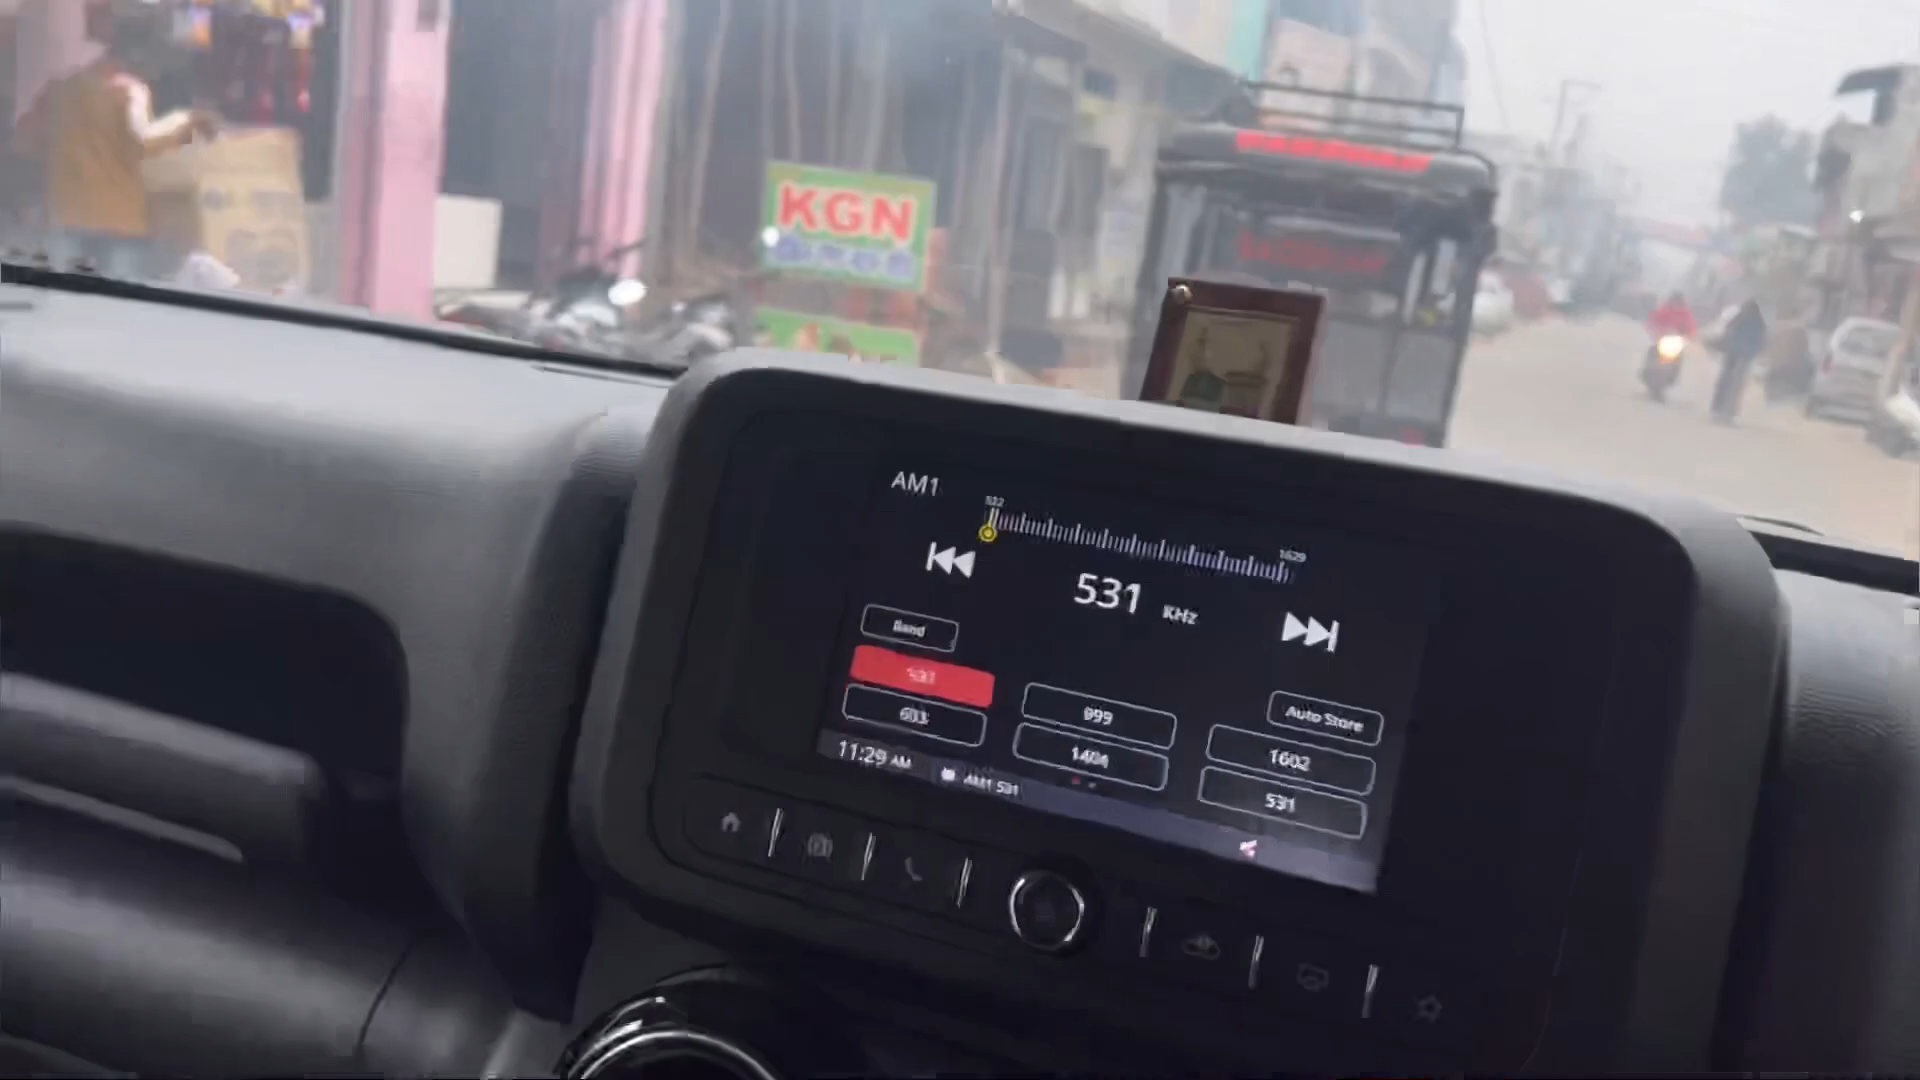 KGN
AM1
522
1629
531 KHz
Band
531
603
999
1404
Auto Store
1602
531
11:29 AM
AM1 531